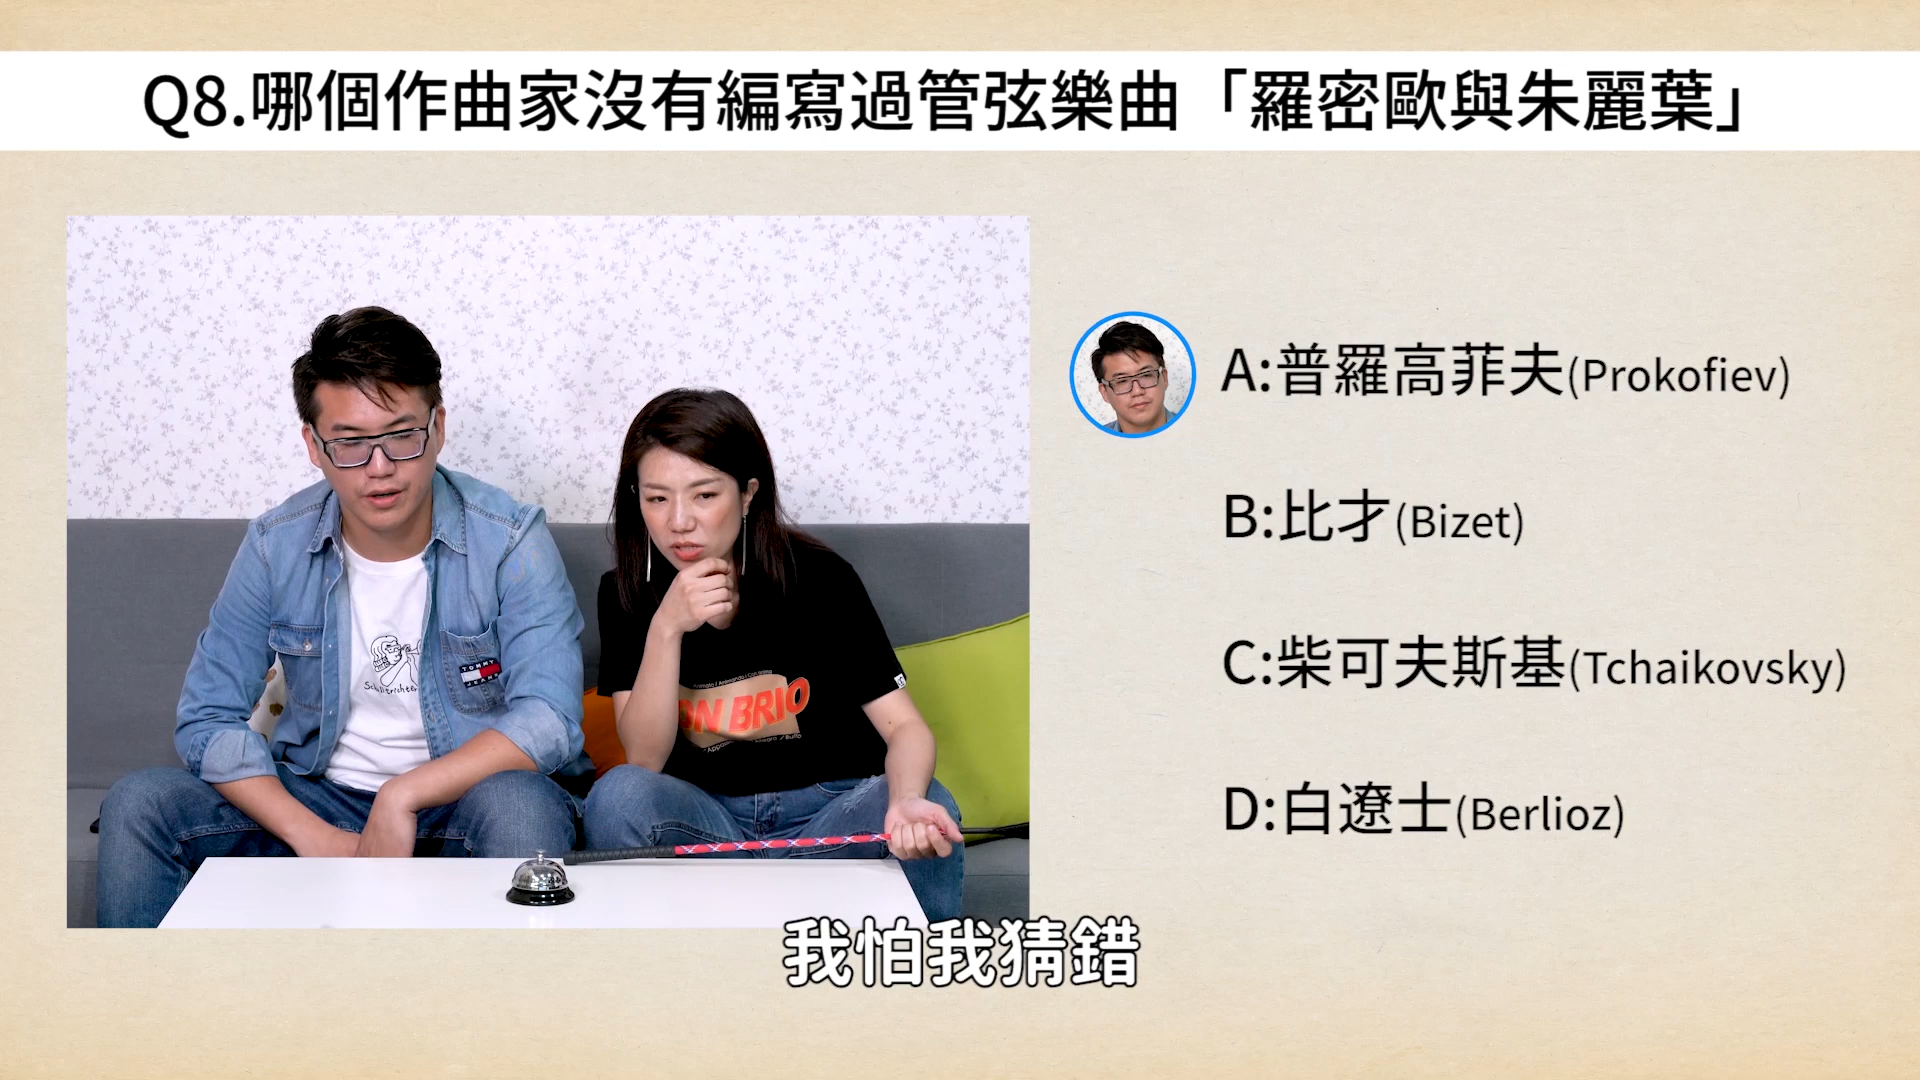 Q8.哪個作曲家沒有編寫過管弦樂曲「羅密歐與朱麗葉」
A:普羅高菲夫(Prokofiev)
B:比才(Bizet)
C:柴可夫斯基(Tchaikovsky)
D:白遼士(Berlioz)
TOMMY
JEANS
ON BRIO
我怕我猜錯